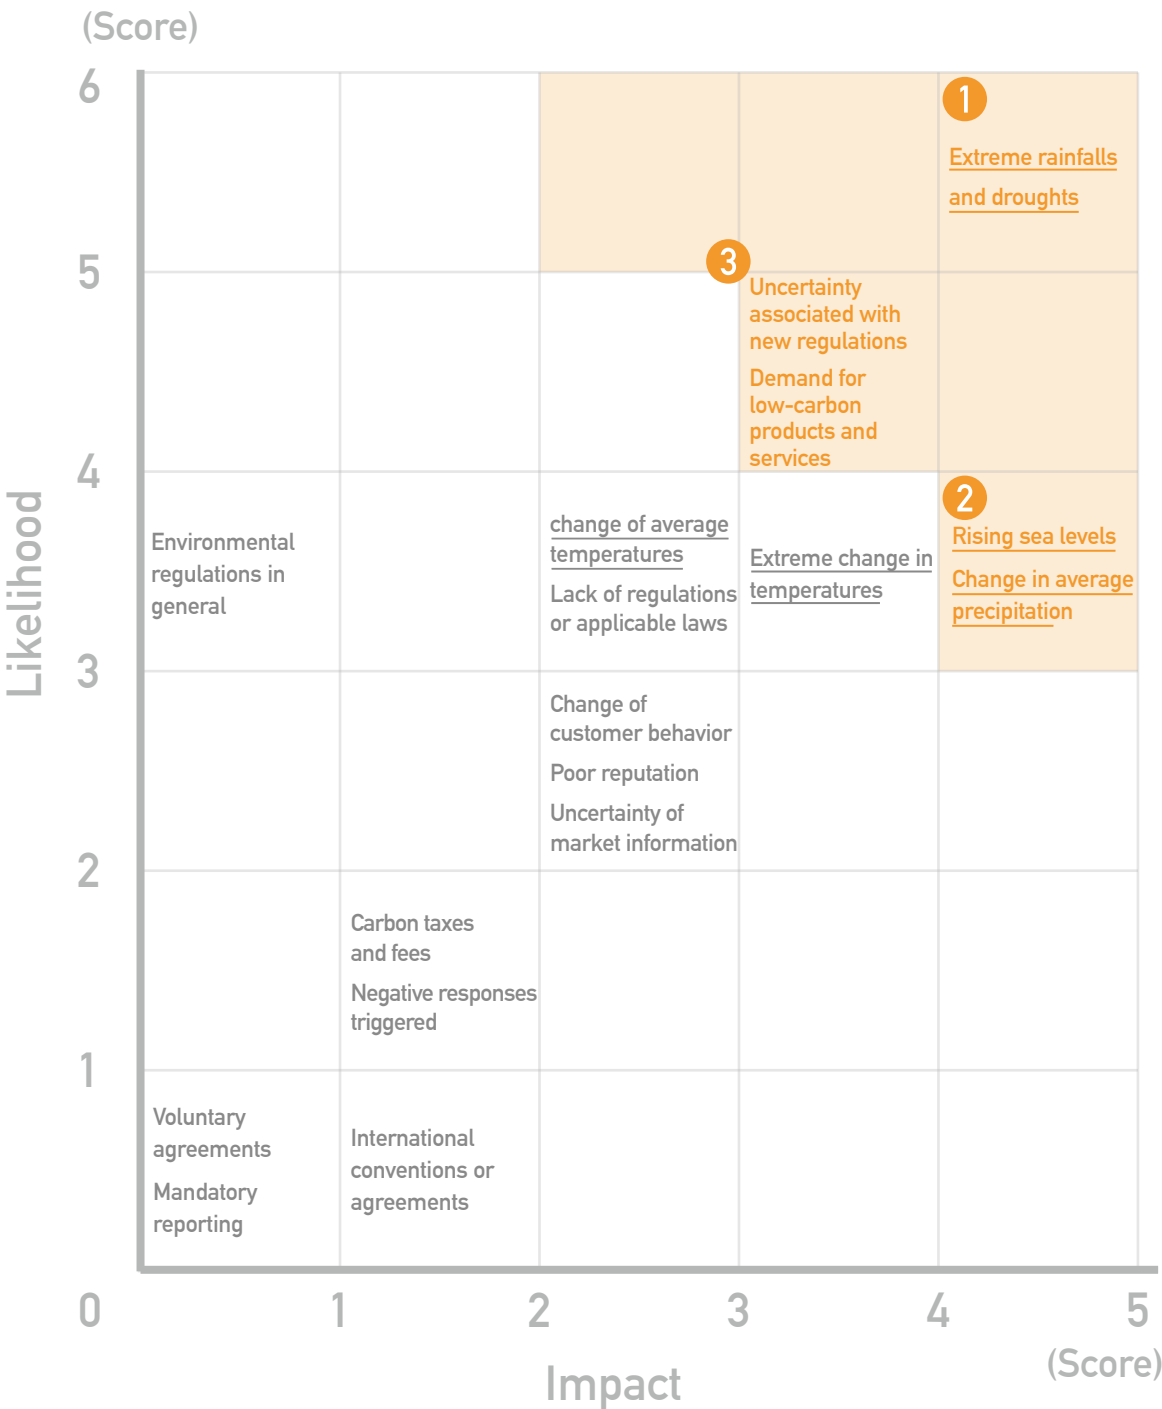 (Score)
6
1
Extreme rainfalls
and droughts
5
3
Uncertainty
associated with
new regulations
Demand for
low-carbon
products and
services
4
2
Rising sea levels
Change in average
precipitation
Environmental
regulations in
general
change of average
temperatures
Lack of regulations
or applicable laws
Extreme change in
temperatures
Likelihood
3
Change of
customer behavior
Poor reputation
Uncertainty of
market information
2
Carbon taxes
and fees
Negative responses
triggered
1
Voluntary
agreements
Mandatory
reporting
International
conventions or
agreements
0
1
2
3
4
5
(Score)
Impact